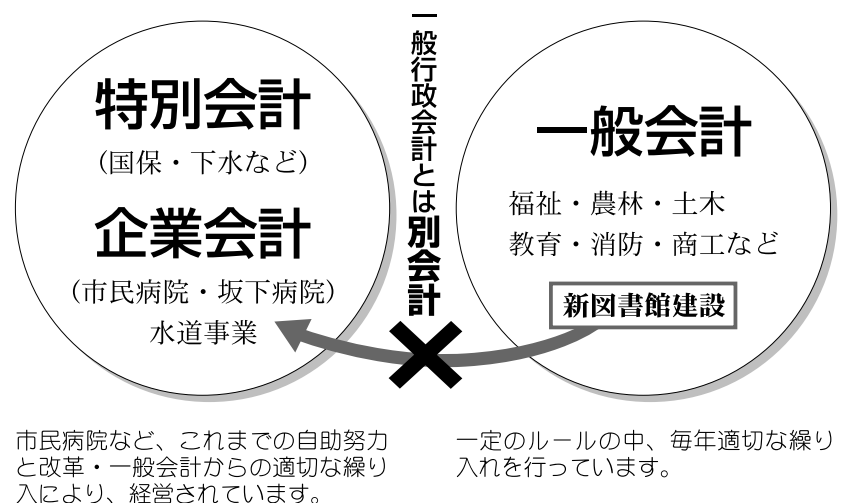 特別会計
（国保・下水など）
企業会計
（市民病院・坂下病院）
水道事業
一般行政会計とは別会計
一般会計
福祉・農林・土木
教育・消防・商工など
新図書館建設
市民病院など、これまでの自助努力
と改革・一般会計からの適切な繰り
入により、経営されています。
一定のルールの中、毎年適切な繰り
入れを行っています。